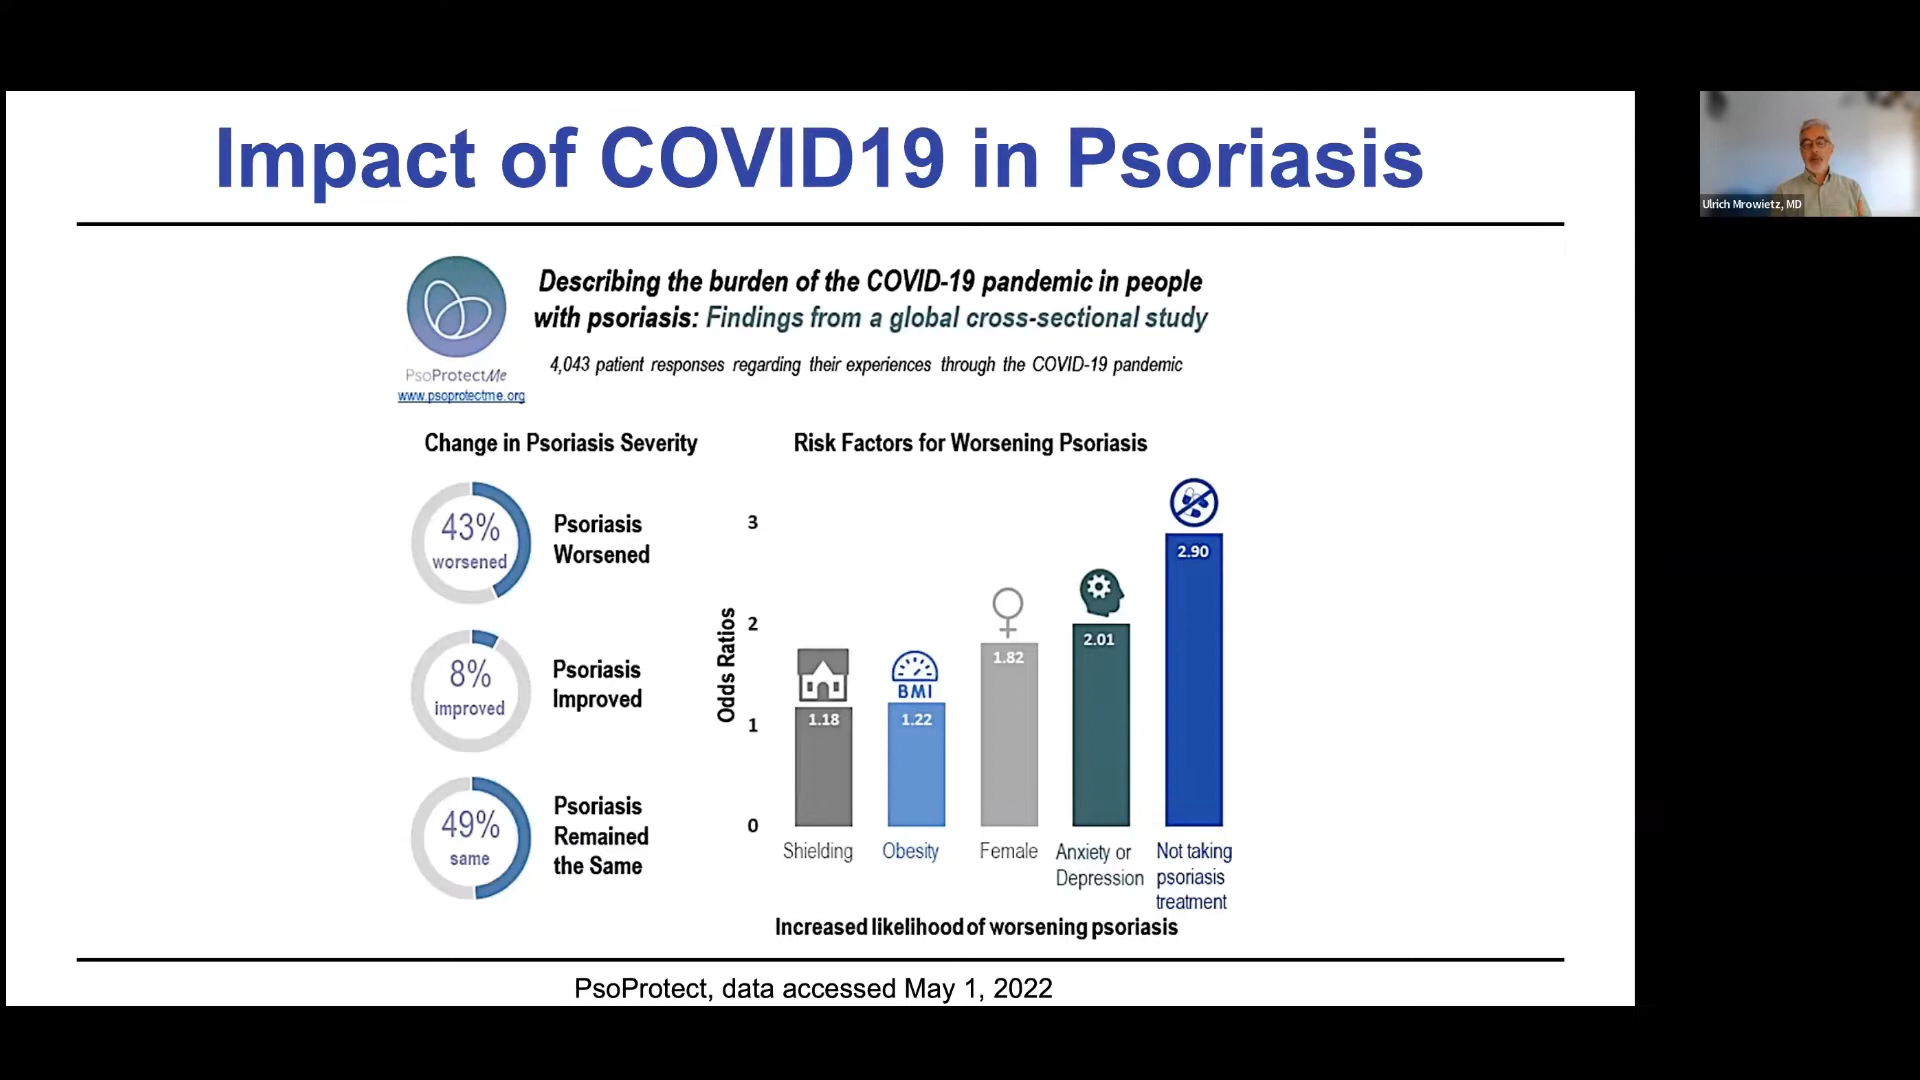 Impact of COVID19 in Psoriasis
Ulrich Mrowietz, MD
Describing the burden of the COVID-19 pandemic in people
with psoriasis: Findings from a global cross-sectional study
4,043 patient responses regarding their experiences through the COVID-19 pandemic
PsoProtectMe
www.psoprotectme.org
Change in Psoriasis Severity
43%
worsened
Psoriasis
Worsened
8%
improved
Psoriasis
Improved
49%
same
Psoriasis
Remained
the Same
Risk Factors for Worsening Psoriasis
Odds Ratios
3
2
1
0
BMI
1.18
1.22
1.82
2.01
2.90
Shielding
Obesity
Female
Anxiety or
Depression
Not taking
psoriasis
treatment
Increased likelihood of worsening psoriasis
PsoProtect, data accessed May 1, 2022